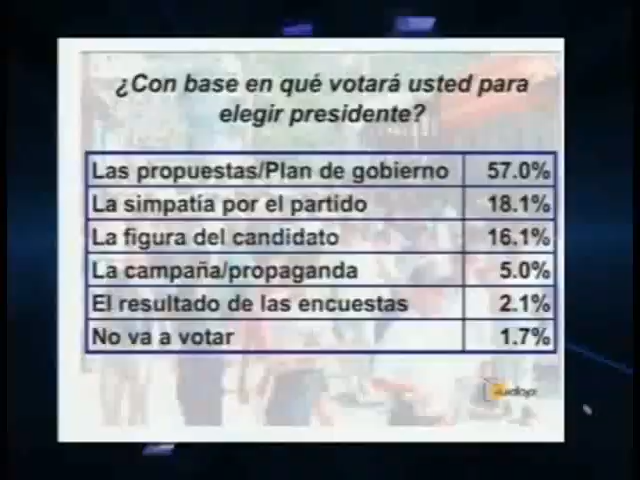 ¿Con base en qué votará usted para
elegir presidente?
Las propuestas/Plan de gobierno 57.0%
La simpatía por el partido 18.1%
La figura del candidato 16.1%
La campaña/propaganda 5.0%
El resultado de las encuestas 2.1%
No va a votar 1.7%